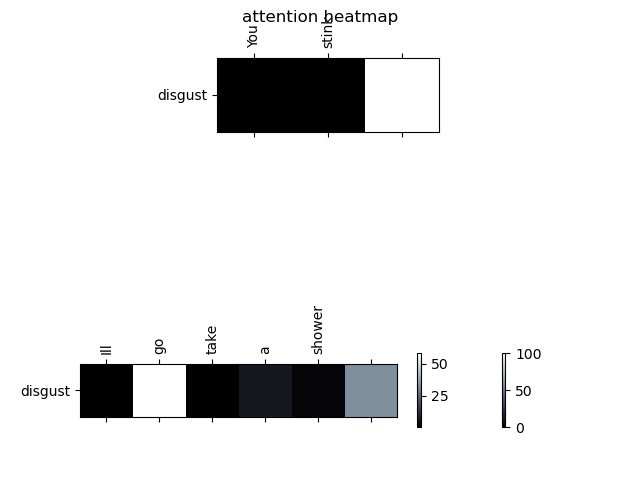 attention heatmap
You
stink
disgust
Ill
go
take
a
shower
disgust
50
25
100
50
0